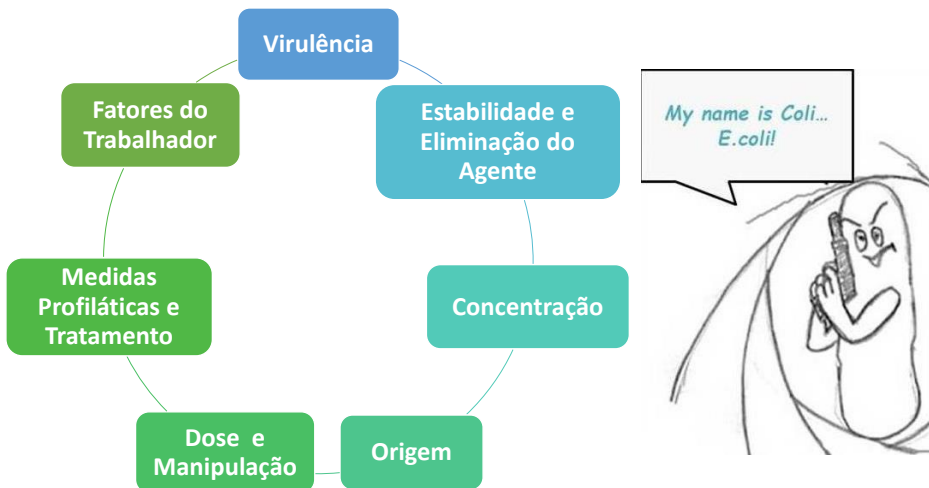 Virulência
Estabilidade e
Eliminação do
Agente
Concentração
Origem
Dose e
Manipulação
Medidas
Profiláticas e
Tratamento
Fatores do
Trabalhador
My name is Coli...
E.coli!